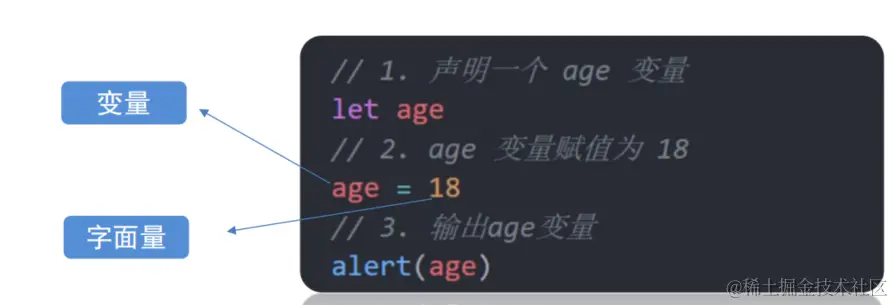 变量
字面量
// 1. 声明一个 age 变量
let age
// 2. age 变量赋值为 18
age = 18
// 3. 输出age变量
alert(age)
@稀土掘金技术社区